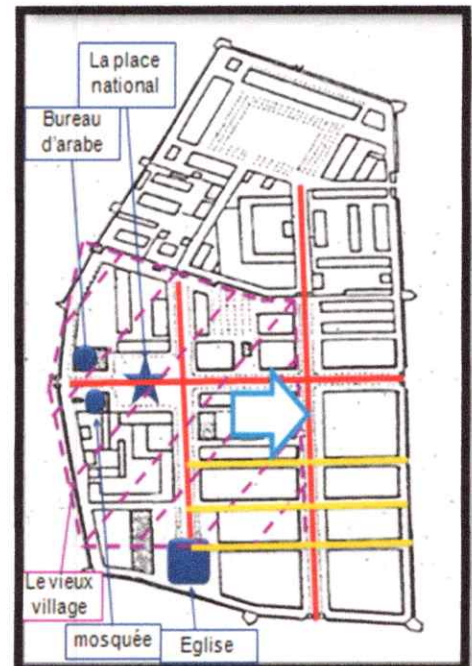 La place
national
Bureau
d'arabe
Le vieux
village
mosquée
Eglise